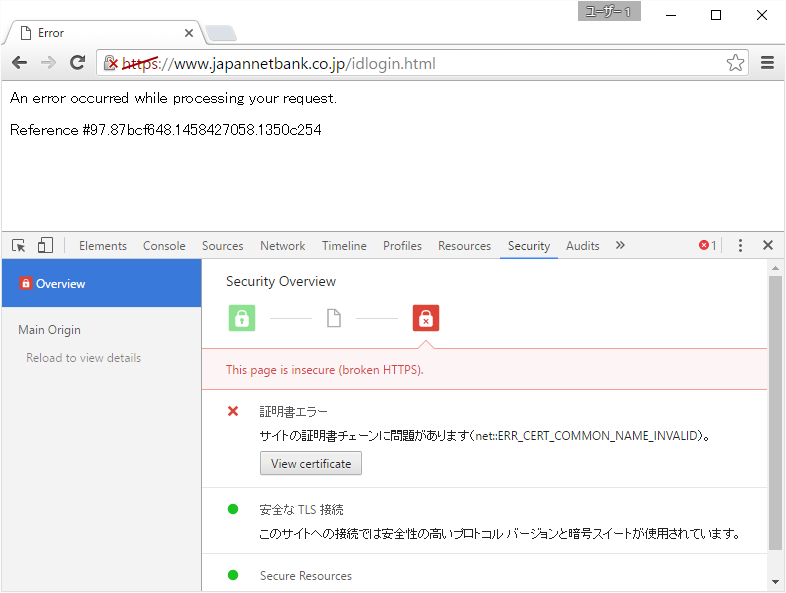 ユーザー 1
Error
https://www.japannetbank.co.jp/idlogin.html
An error occurred while processing your request.
Reference #97.87bcf648.1458427058.1350c254
Elements Console Sources Network Timeline Profiles Resources Security Audits » 1
Overview
Security Overview
Main Origin
Reload to view details
This page is insecure (broken HTTPS).
証明書エラー
サイトの証明書チェーンに問題があります(net::ERR_CERT_COMMON_NAME_INVALID)。
View certificate
安全な TLS 接続
このサイトへの接続では安全性の高いプロトコル バージョンと暗号スイートが使用されています。
Secure Resources